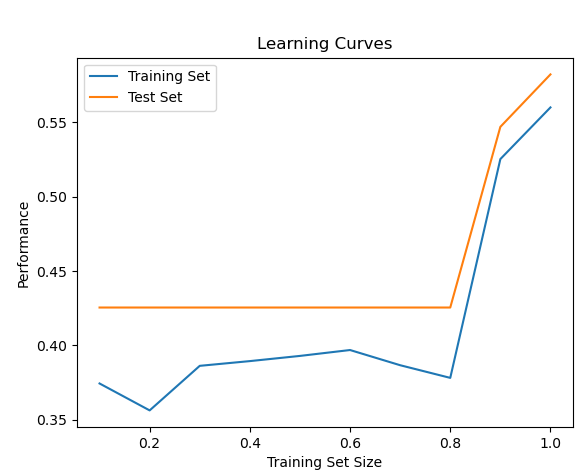 Learning Curves
Training Set
Test Set
0.55
0.50
0.45
0.40
0.35
Performance
0.2
0.4
0.6
0.8
1.0
Training Set Size